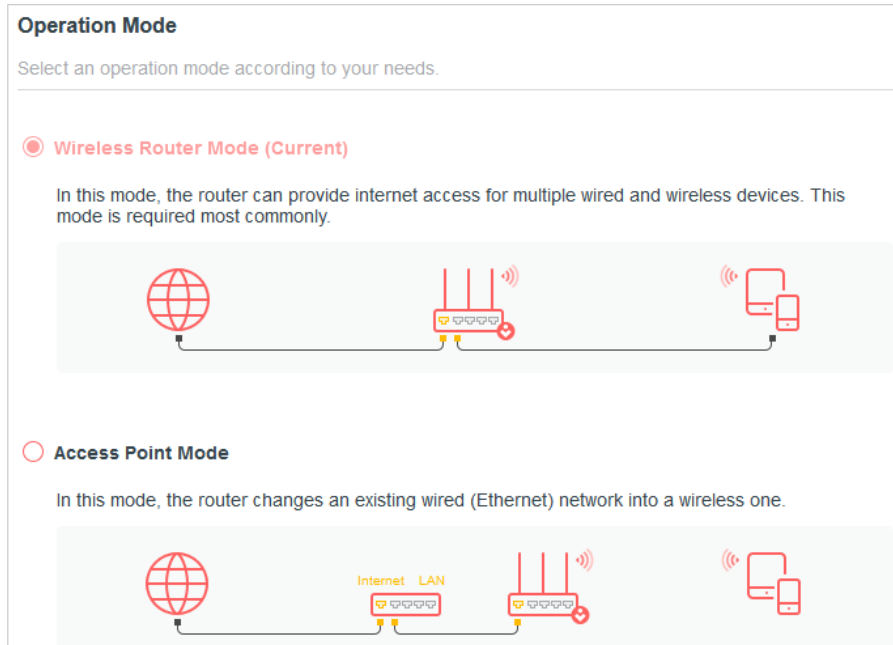 Operation Mode
Select an operation mode according to your needs.
Wireless Router Mode (Current)
In this mode, the router can provide internet access for multiple wired and wireless devices. This
mode is required most commonly.
Access Point Mode
In this mode, the router changes an existing wired (Ethernet) network into a wireless one.
Internet LAN